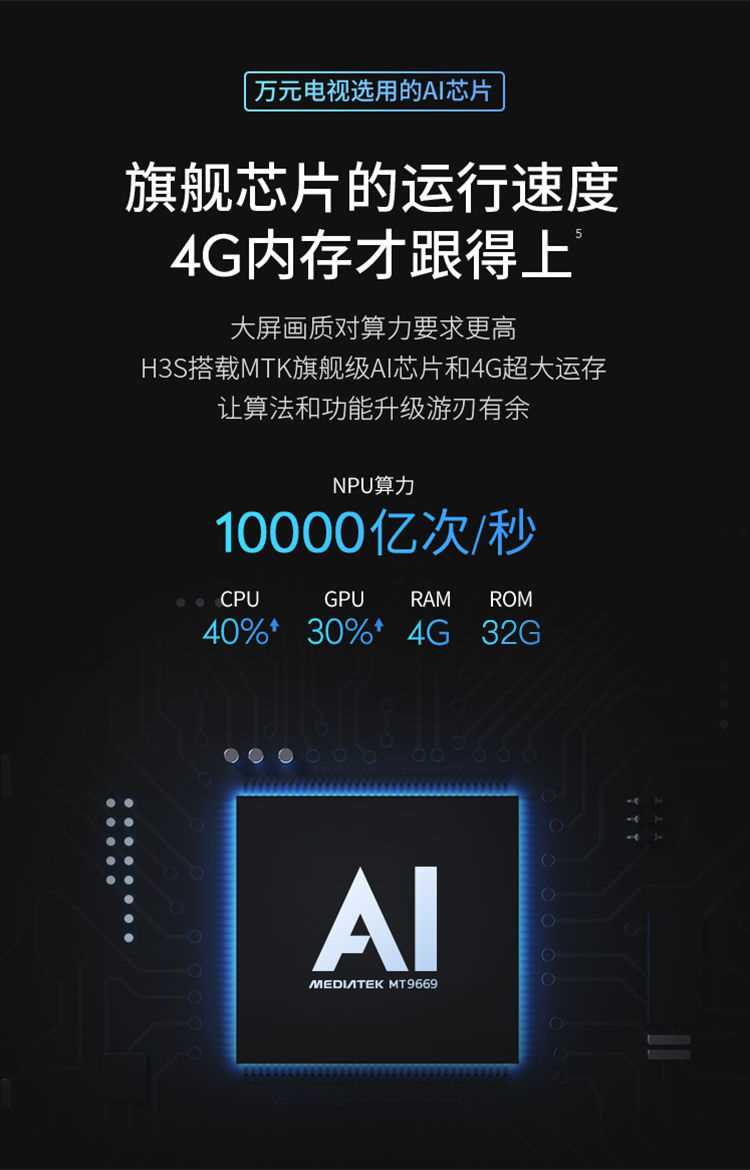 万元电视选用的AI芯片
旗舰芯片的运行速度
4G内存才跟得上5
大屏画质对算力要求更高
H3S搭载MTK旗舰级AI芯片和4G超大运存
让算法和功能升级游刃有余
NPU算力
10000亿次/秒
CPU GPU RAM ROM
40%↑ 30%↑ 4G 32G
AI
MEDIATEK MT9669